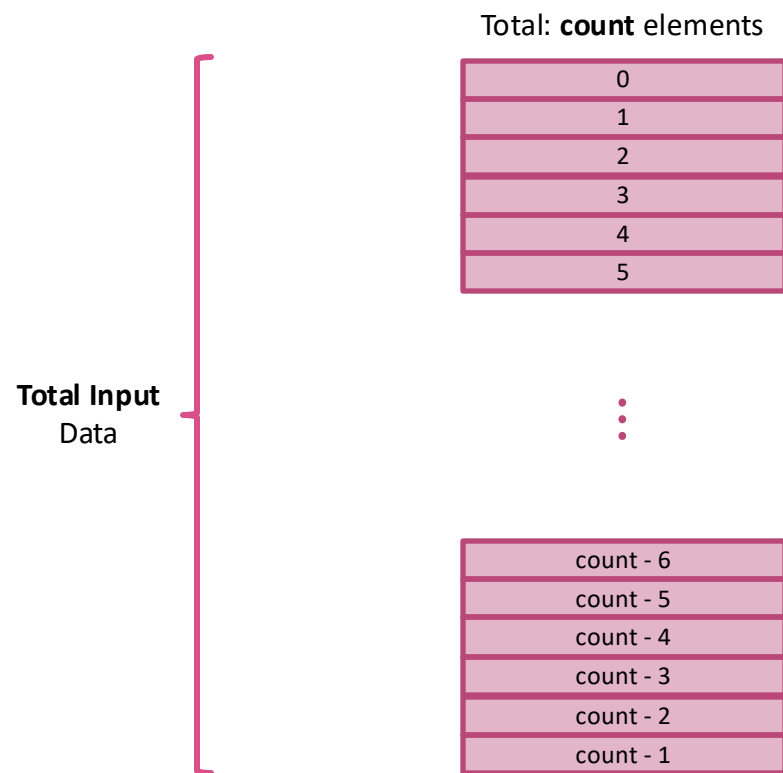 Total: count elements
0
1
2
3
4
5
Total Input
Data
count - 6
count - 5
count - 4
count - 3
count - 2
count - 1